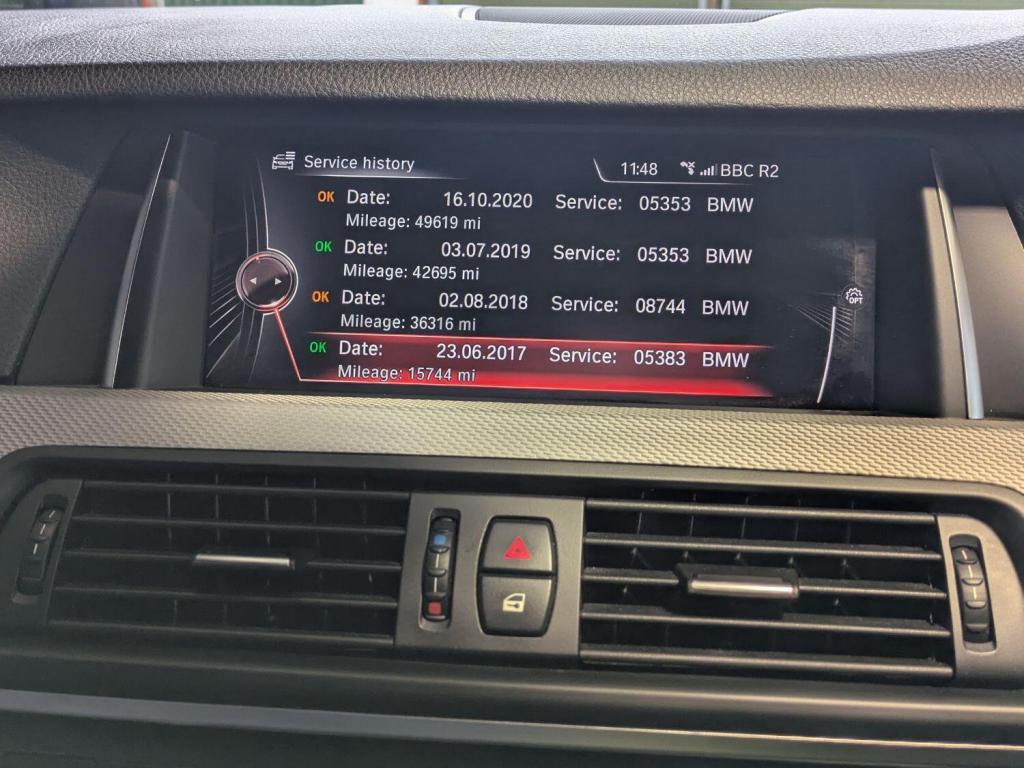 Service history
11:48 BBC R2
OK Date: 16.10.2020 Service: 05353 BMW
Mileage: 49619 mi
OK Date: 03.07.2019 Service: 05353 BMW
Mileage: 42695 mi
OK Date: 02.08.2018 Service: 08744 BMW
Mileage: 36316 mi
OK Date: 23.06.2017 Service: 05383 BMW
Mileage: 15744 mi
OPT